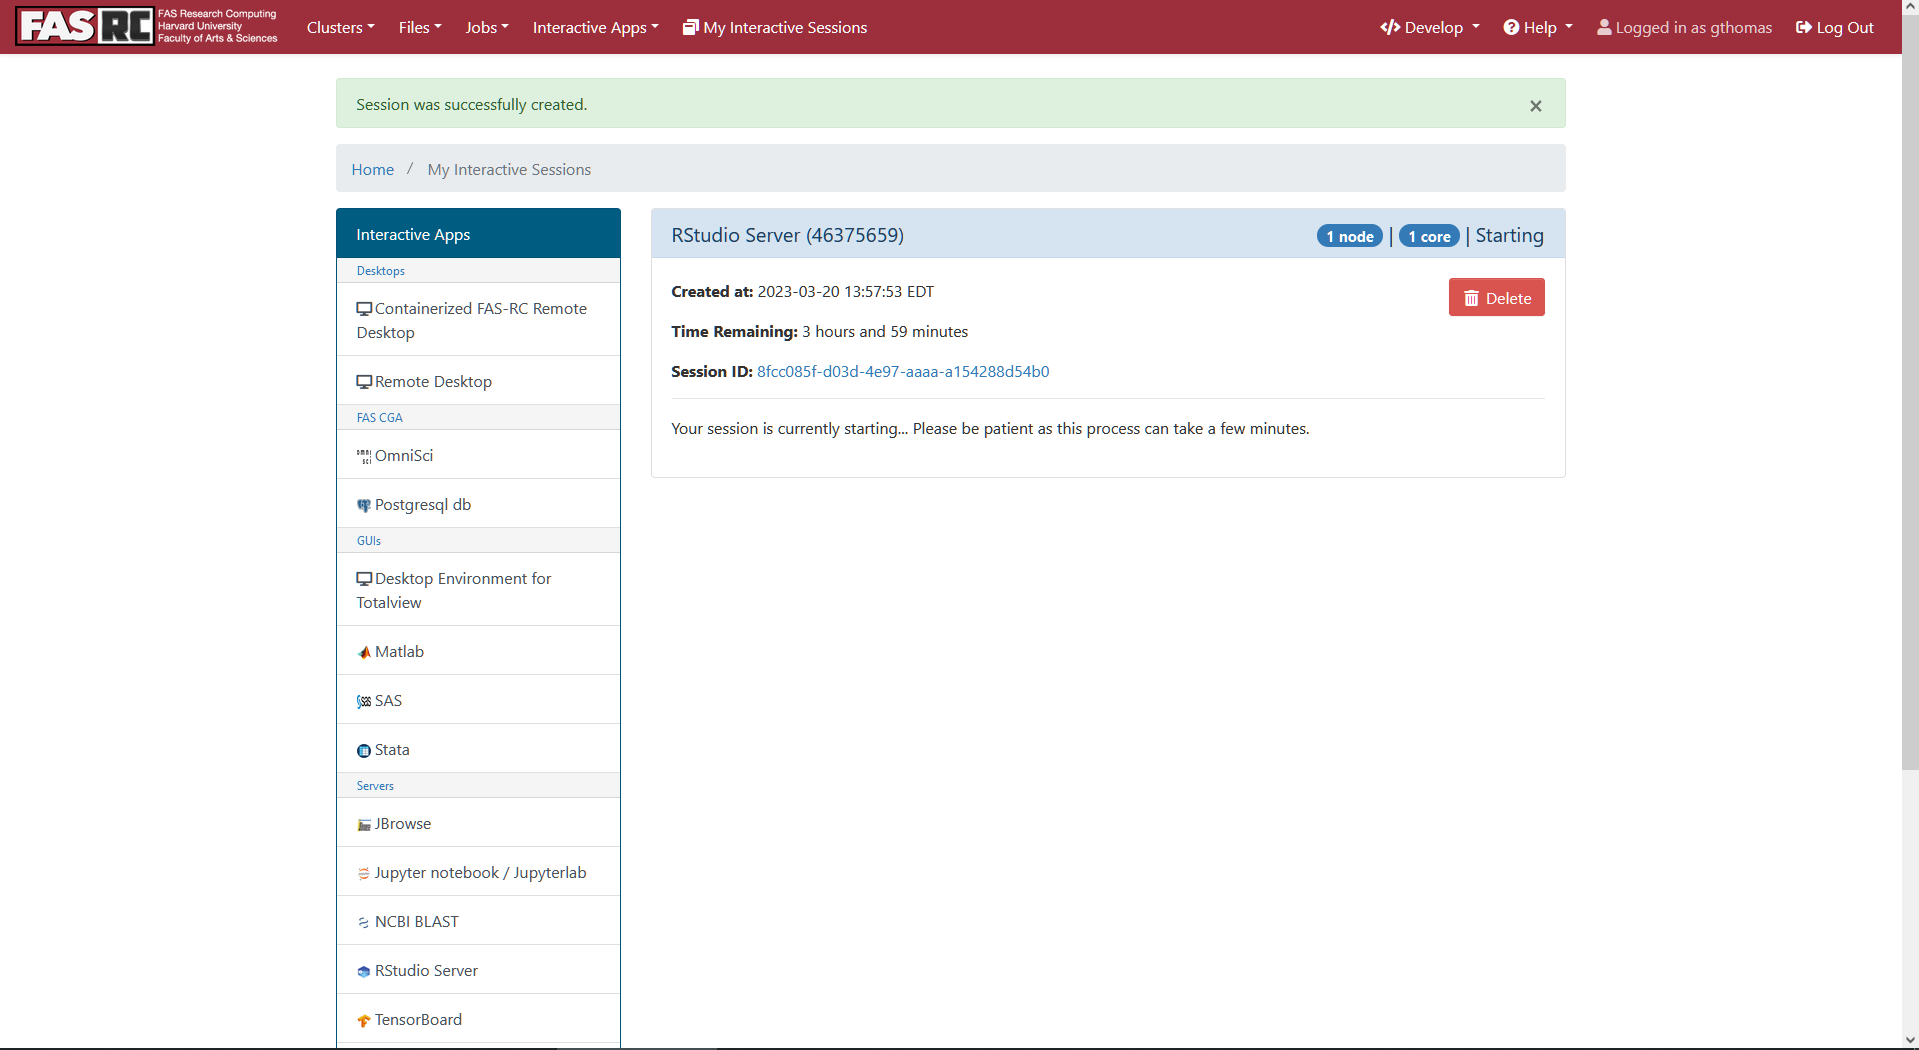 FASRC
FAS Research Computing
Harvard University
Faculty of Arts & Sciences
Clusters
Files
Jobs
Interactive Apps
My Interactive Sessions
Develop
Help
Logged in as gthomas
Log Out
Session was successfully created.
×
Home / My Interactive Sessions
Interactive Apps
Desktops
Containerized FAS-RC Remote
Desktop
Remote Desktop
FAS CGA
OmniSci
Postgresql db
GUIs
Desktop Environment for
Totalview
Matlab
SAS
Stata
Servers
JBrowse
Jupyter notebook / Jupyterlab
NCBI BLAST
RStudio Server
TensorBoard
RStudio Server (46375659)
1 node | 1 core | Starting
Created at: 2023-03-20 13:57:53 EDT
Delete
Time Remaining: 3 hours and 59 minutes
Session ID: 8fcc085f-d03d-4e97-aaaa-a154288d54b0
Your session is currently starting... Please be patient as this process can take a few minutes.